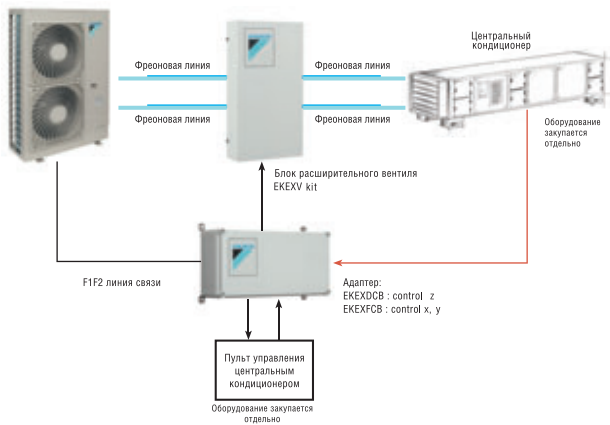 Центральный
кондиционер
Фреоновая линия
Фреоновая линия
Фреоновая линия
Фреоновая линия
Оборудование
закупается
отдельно
Блок расширительного вентиля
EKEXV kit
F1F2 линия связи
Адаптер:
EKEXDCB : control z
EKEXFCB : control x, y
Пульт управления
центральным
кондиционером
Оборудование закупается
отдельно